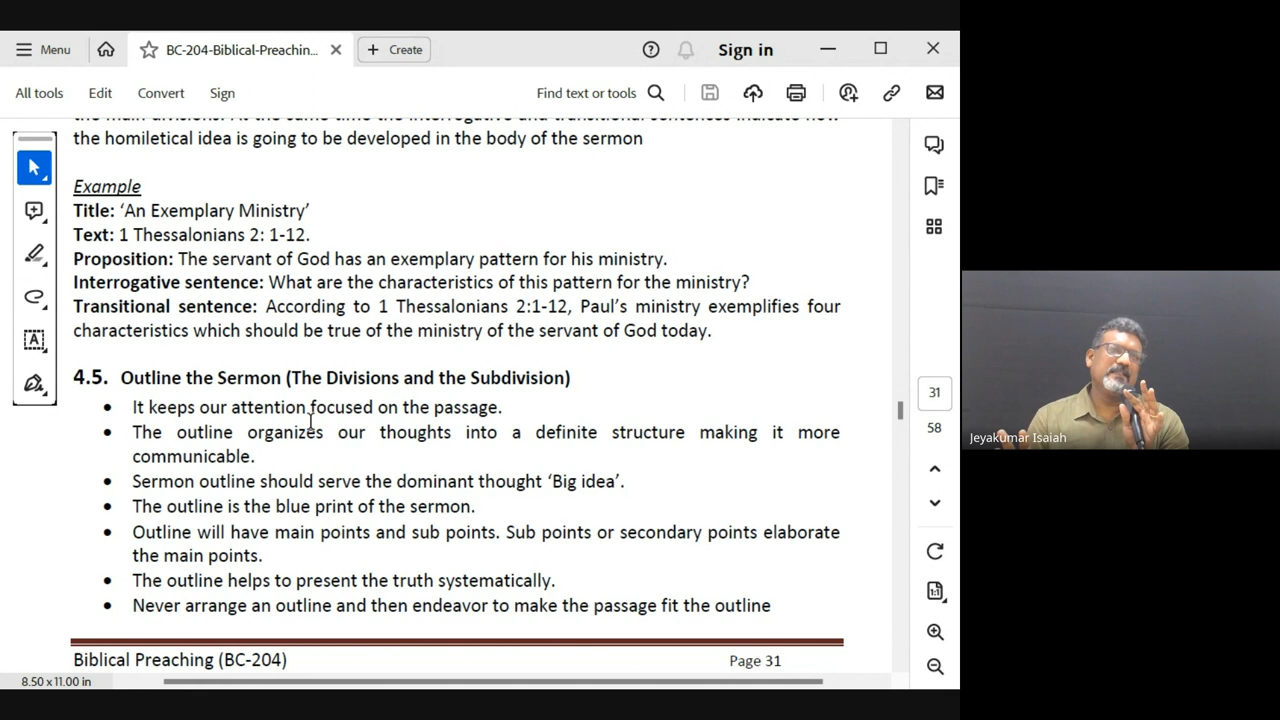 Menu
BC-204-Biblical-Preachin...
Create
Sign in
All tools
Edit
Convert
Sign
Find text or tools
the homiletical idea is going to be developed in the body of the sermon
Example
Title: ‘An Exemplary Ministry’
Text: 1 Thessalonians 2: 1-12.
Proposition: The servant of God has an exemplary pattern for his ministry.
Interrogative sentence: What are the characteristics of this pattern for the ministry?
Transitional sentence: According to 1 Thessalonians 2:1-12, Paul’s ministry exemplifies four
characteristics which should be true of the ministry of the servant of God today.
4.5. Outline the Sermon (The Divisions and the Subdivision)
• It keeps our attention focused on the passage.
• The outline organizes our thoughts into a definite structure making it more
communicable.
• Sermon outline should serve the dominant thought ‘Big idea’.
• The outline is the blue print of the sermon.
• Outline will have main points and sub points. Sub points or secondary points elaborate
the main points.
• The outline helps to present the truth systematically.
• Never arrange an outline and then endeavor to make the passage fit the outline
Biblical Preaching (BC-204)
Page 31
8.50 x 11.00 in
31
58
Jeyakumar Isaiah